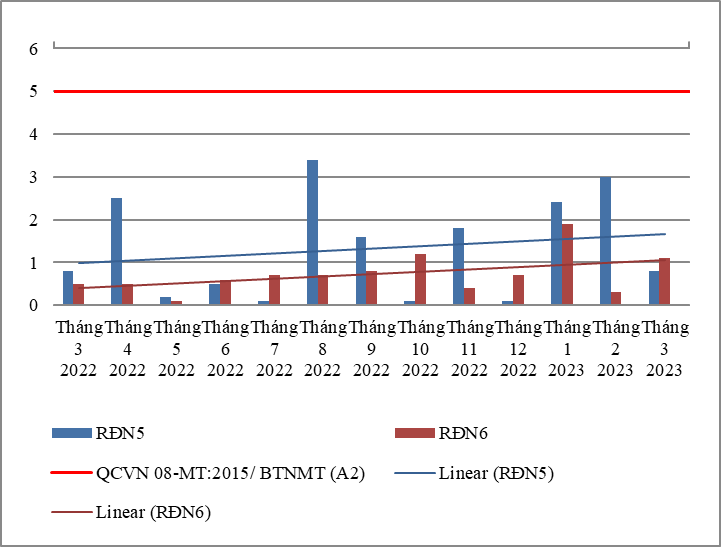 6
5
4
3
2
1
0
Tháng Tháng Tháng Tháng Tháng Tháng Tháng Tháng Tháng Tháng Tháng Tháng Tháng
3 4 5 6 7 8 9 10 11 12 1 2 3
2022 2022 2022 2022 2022 2022 2022 2022 2022 2022 2023 2023 2023
RĐN5 RĐN6
QCVN 08-MT:2015/ BTNMT (A2) Linear (RĐN5)
Linear (RĐN6)